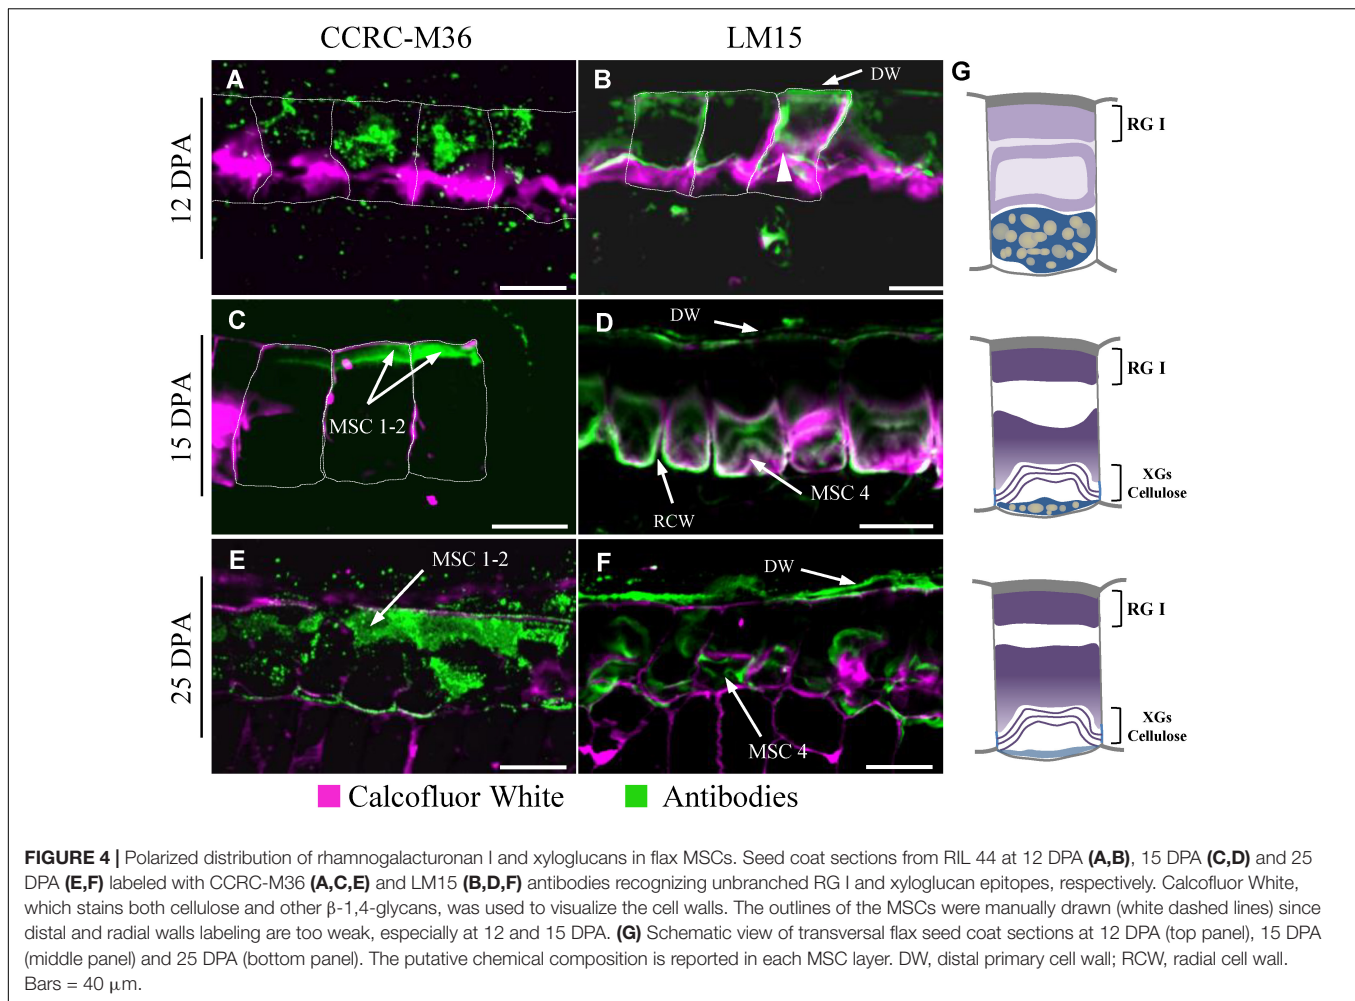 CCRC-M36
LM15
A
B
DW
G
12 DPA
RG I
C
D
DW
15 DPA
MSC 1-2
MSC 4
RCW
RG I
XGs
Cellulose
E
MSC 1-2
F
DW
25 DPA
MSC 4
RG I
XGs
Cellulose
Calcofluor White
Antibodies
FIGURE 4 | Polarized distribution of rhamnogalacturonan I and xyloglucans in flax MSCs. Seed coat sections from RIL 44 at 12 DPA (A,B), 15 DPA (C,D) and 25
DPA (E,F) labeled with CCRC-M36 (A,C,E) and LM15 (B,D,F) antibodies recognizing unbranched RG I and xyloglucan epitopes, respectively. Calcofluor White,
which stains both cellulose and other β-1,4-glycans, was used to visualize the cell walls. The outlines of the MSCs were manually drawn (white dashed lines) since
distal and radial walls labeling are too weak, especially at 12 and 15 DPA. (G) Schematic view of transversal flax seed coat sections at 12 DPA (top panel), 15 DPA
(middle panel) and 25 DPA (bottom panel). The putative chemical composition is reported in each MSC layer. DW, distal primary cell wall; RCW, radial cell wall.
Bars = 40 μm.